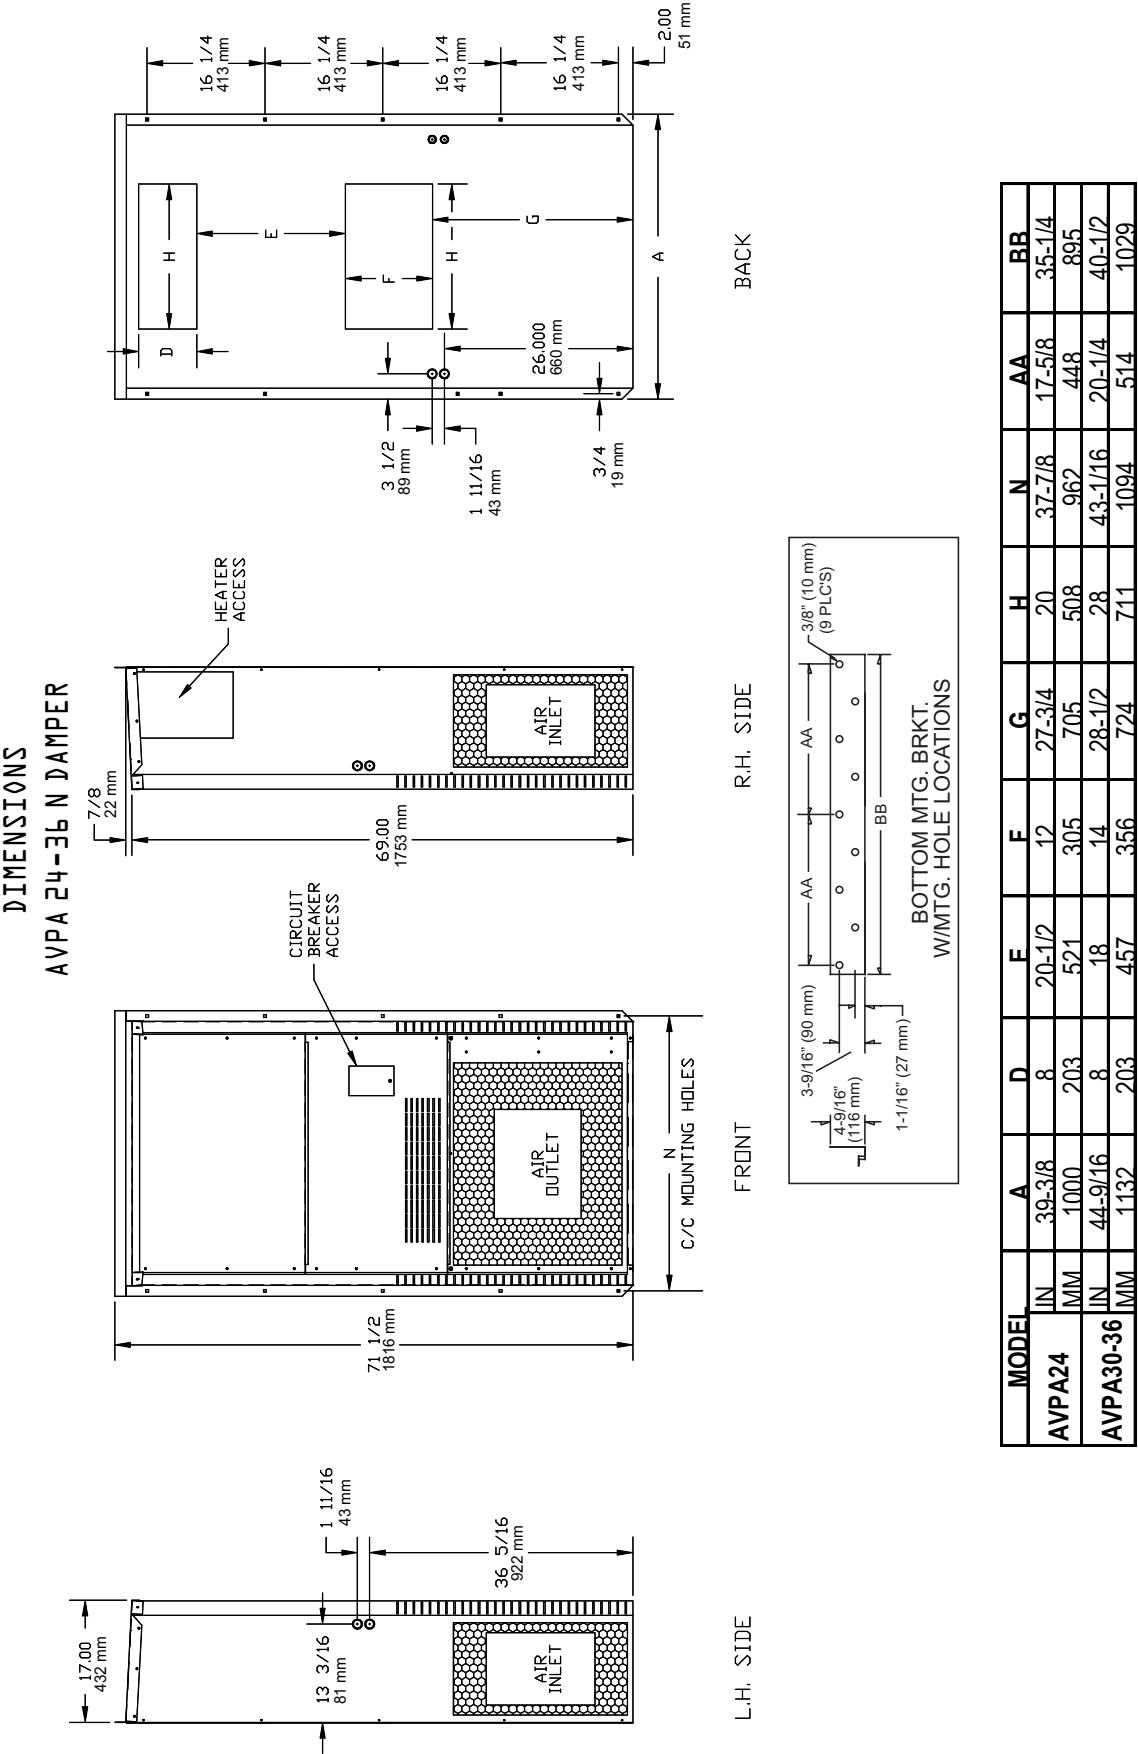 DIMENSIONS
AVPA 24-36 N DAMPER
17.00
432 mm
13 3/16
81 mm
1 11/16
43 mm
36 5/16
922 mm
AIR
INLET
L.H. SIDE
71 1/2
1816 mm
CIRCUIT
BREAKER
ACCESS
AIR
OUTLET
N
C/C MOUNTING HOLES
FRONT
7/8
22 mm
69.00
1753 mm
HEATER
ACCESS
AIR
INLET
R.H. SIDE
16 1/4
413 mm
16 1/4
413 mm
16 1/4
413 mm
16 1/4
413 mm
2.00
51 mm
D
H
E
F
H
G
A
3 1/2
89 mm
1 11/16
43 mm
26.000
660 mm
3/4
19 mm
BACK
3-9/16" (90 mm)
4-9/16"
(116 mm)
1-1/16" (27 mm)
AA
AA
BB
3/8" (10 mm)
(9 PLC'S)
BOTTOM MTG. BRKT.
W/MTG. HOLE LOCATIONS
MODEL A D E F G H N AA BB
AVPA24 IN 39-3/8 8 20-1/2 12 27-3/4 20 37-7/8 17-5/8 35-1/4
MM 1000 203 521 305 705 508 962 448 895
AVPA30-36 IN 44-9/16 8 18 14 28-1/2 28 43-1/16 20-1/4 40-1/2
MM 1132 203 457 356 724 711 1094 514 1029